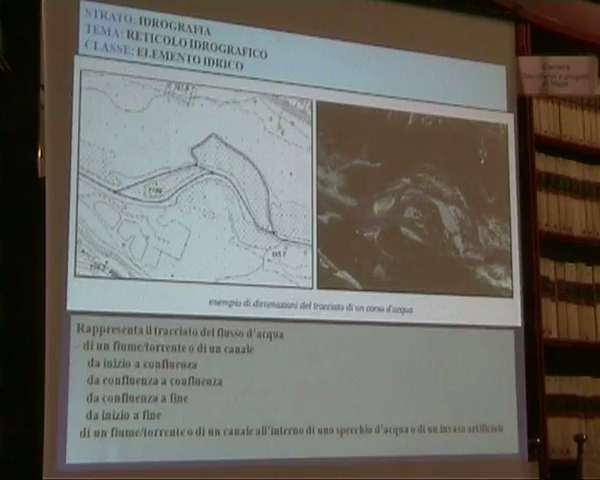 STRATO: IDROGRAFIA
TEMA: RETICOLO IDROGRAFICO
CLASSE: ELEMENTO IDRICO
esempio di diramazioni del tracciato di un corso d'acqua
Rappresenta il tracciato del flusso d'acqua
di un fiume/torrente o di un canale
da inizio a confluenza
da confluenza a confluenza
da confluenza a fine
da inizio a fine
di un fiume/torrente o di un canale all'interno di uno specchio d'acqua o di un invaso artificiale